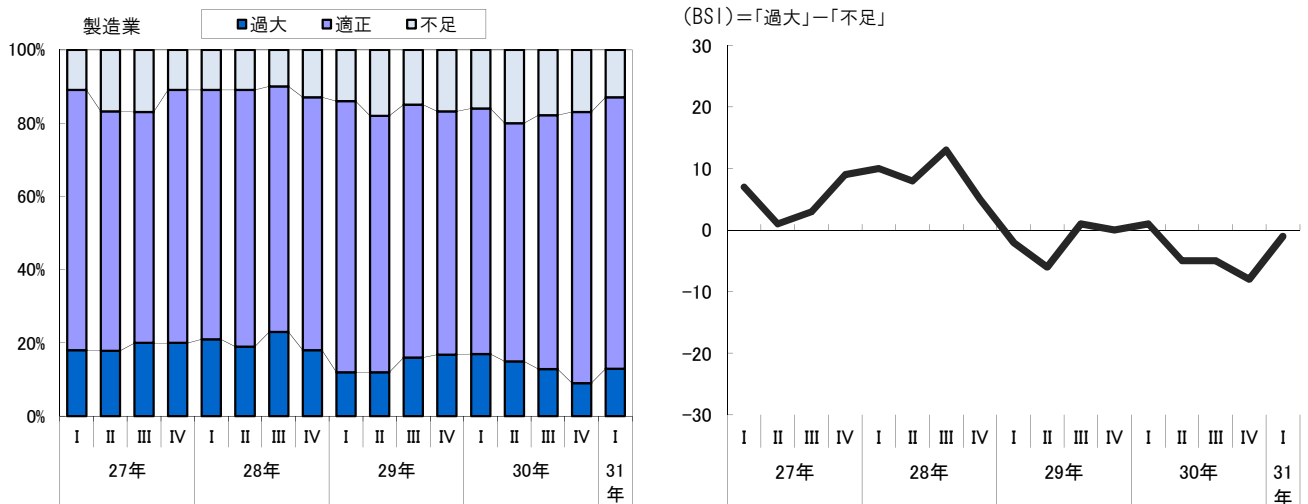 製造業
過大 適正 不足
100%
80%
60%
40%
20%
0%
I II III IV I II III IV I II III IV I II III IV I
27年 28年 29年 30年 31年
(BSI)=「過大」-「不足」
30
20
10
0
-10
-20
-30
I II III IV I II III IV I II III IV I II III IV I
27年 28年 29年 30年 31年